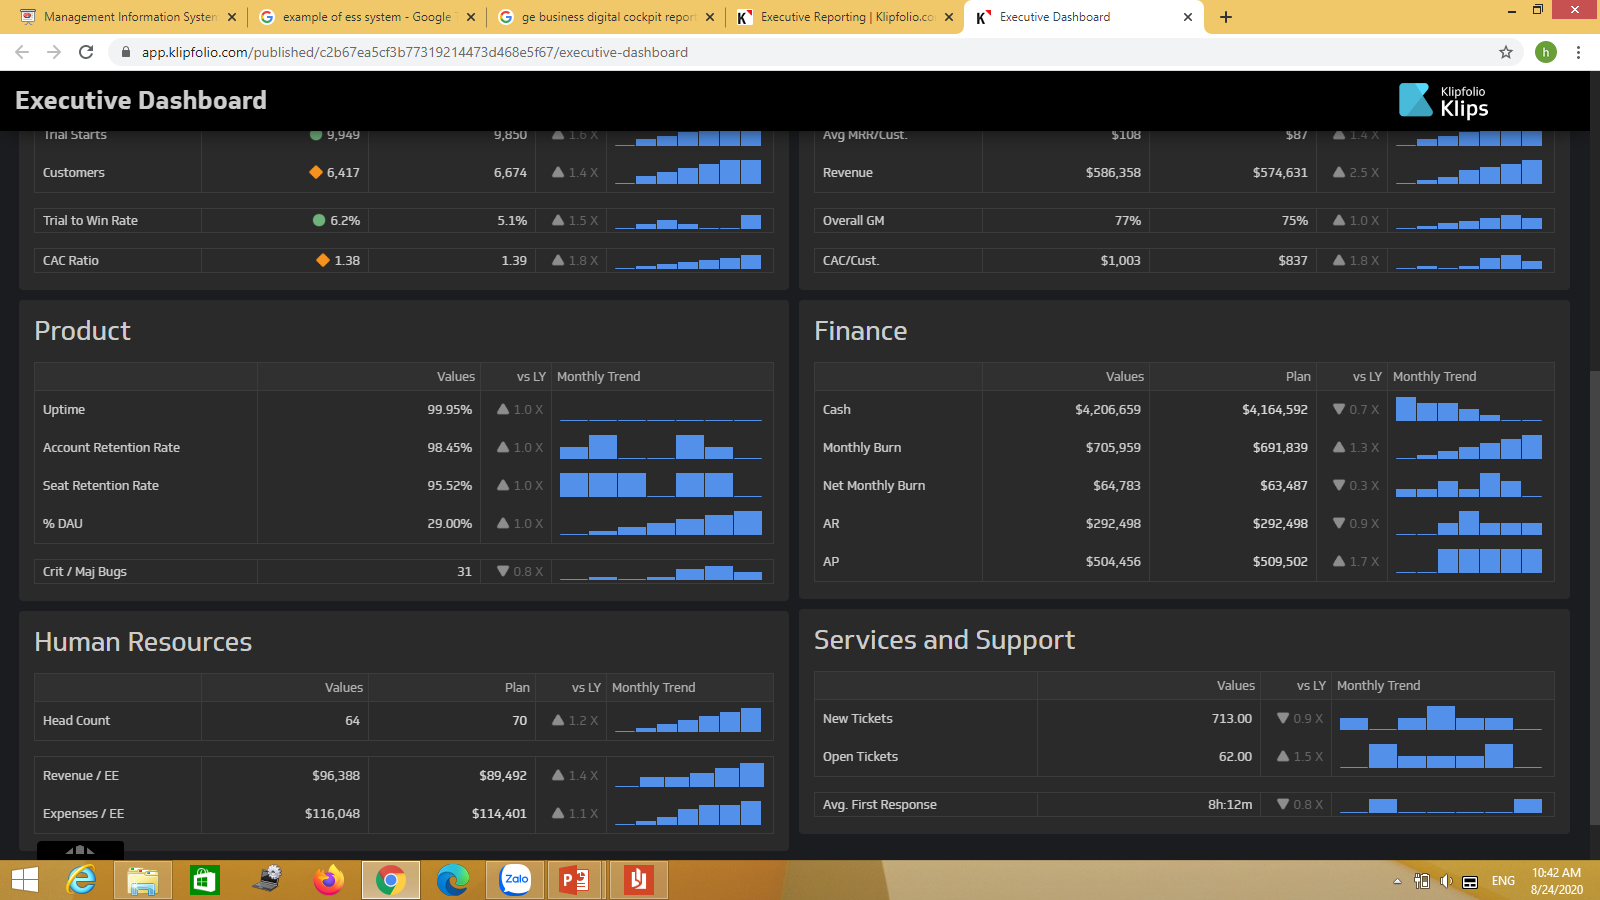 Management Information System
example of ess system - Google
ge business digital cockpit report
Executive Reporting | Klipfolio.co
Executive Dashboard
app.klipfolio.com/published/c2b67ea5cf3b77319214473d468e5f67/executive-dashboard
h
Executive Dashboard
Klipfolio
Klips
Trial Starts 9,949 9,850 1.6 X
Customers 6,417 6,674 1.4 X
Trial to Win Rate 6.2% 5.1% 1.5 X
CAC Ratio 1.38 1.39 1.8 X
Avg MRR/Cust. $108 $87 1.4 X
Revenue $586,358 $574,631 2.5 X
Overall GM 77% 75% 1.0 X
CAC/Cust. $1,003 $837 1.8 X
Product
Values vs LY Monthly Trend
Uptime 99.95% 1.0 X
Account Retention Rate 98.45% 1.0 X
Seat Retention Rate 95.52% 1.0 X
% DAU 29.00% 1.0 X
Crit / Maj Bugs 31 0.8 X
Finance
Values Plan vs LY Monthly Trend
Cash $4,206,659 $4,164,592 0.7 X
Monthly Burn $705,959 $691,839 1.3 X
Net Monthly Burn $64,783 $63,487 0.3 X
AR $292,498 $292,498 0.9 X
AP $504,456 $509,502 1.7 X
Human Resources
Values Plan vs LY Monthly Trend
Head Count 64 70 1.2 X
Revenue / EE $96,388 $89,492 1.4 X
Expenses / EE $116,048 $114,401 1.1 X
Services and Support
Values vs LY Monthly Trend
New Tickets 713.00 0.9 X
Open Tickets 62.00 1.5 X
Avg. First Response 8h:12m 0.8 X
Zalo
P
ENG
10:42 AM
8/24/2020